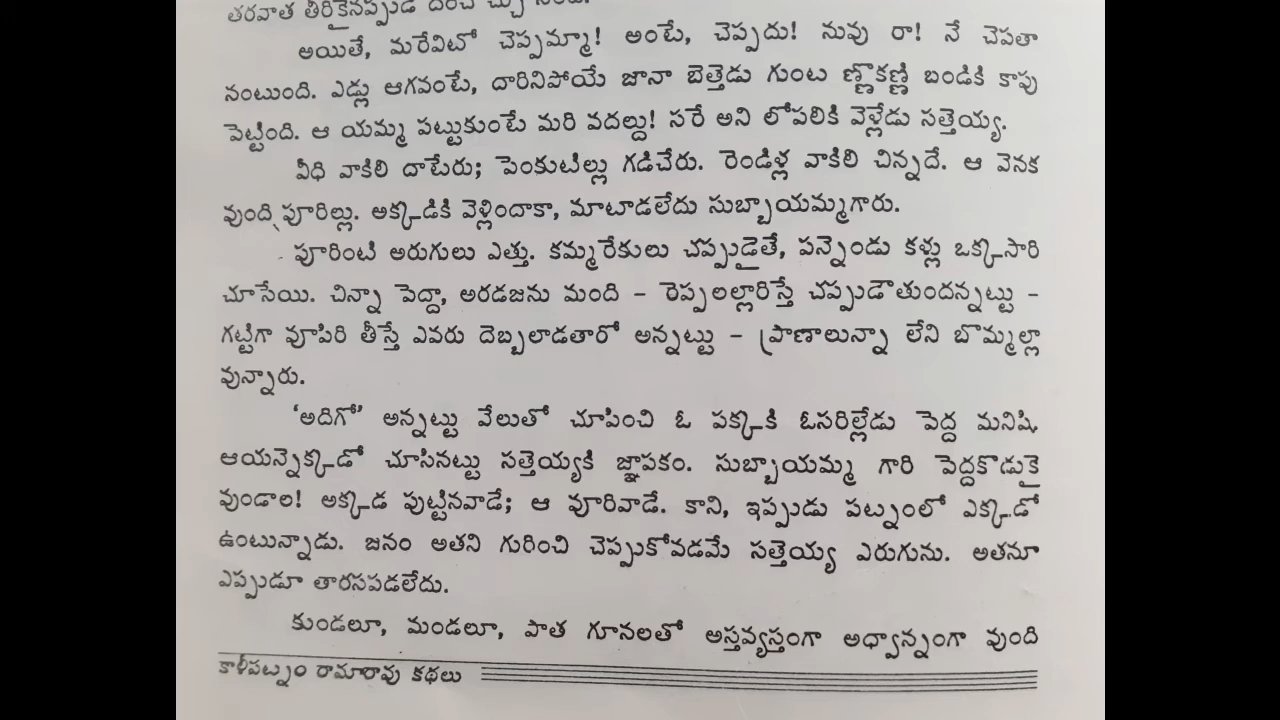 తరవాత తీరికైనప్పుడే
అయితే, మరేవిటో చెప్పమ్మా! అంటే, చెప్పదు! నువు రా! నే చెపతా
నంటుంది. ఎడ్లు ఆగవంటే, దారినిపోయే జానా బెత్తెడు గుంట ణ్ణొకణ్ణి బండికి కాపు
పెట్టింది. ఆ యమ్మ పట్టుకుంటే మరి వదల్దు! సరే అని లోపలికి వెళ్లేడు సత్తెయ్య.
వీధి వాకిలి దాటేరు; పెంకుటిల్లు గడిచేరు. రెండిళ్ల వాకిలి చిన్నదే. ఆ వెనక
వుంది పూరిల్లు. అక్కడికి వెళ్లిందాకా, మాటాడలేదు సుబ్బాయమ్మగారు.
పూరింటి అరుగులు ఎత్తు. కమ్మరేకులు చప్పుడైతే, పన్నెండు కళ్లు ఒక్కసారి
చూసేయి. చిన్నా పెద్దా, అరడజను మంది – రెప్పలల్లారిస్తే చప్పుడౌతుందన్నట్టు –
గట్టిగా వూపిరి తీస్తే ఎవరు దెబ్బలాడతారో అన్నట్టు – ప్రాణాలున్నా లేని బొమ్మల్లా
వున్నారు.
'అదిగో' అన్నట్టు వేలుతో చూపించి ఓ పక్కకి ఓసరిల్లేడు పెద్ద మనిషి.
ఆయన్నెక్కడో చూసినట్టు సత్తెయ్యకి జ్ఞాపకం. సుబ్బాయమ్మ గారి పెద్దకొడుకై
వుండాల! అక్కడ పుట్టినవాడే; ఆ వూరివాడే. కాని, ఇప్పుడు పట్నంలో ఎక్కడో
ఉంటున్నాడు. జనం అతని గురించి చెప్పుకోవడమే సత్తెయ్య ఎరుగును. అతనూ
ఎప్పుడూ తారసపడలేదు.
కుండలూ, మండలూ, పాత గూనలతో అస్తవ్యస్తంగా అధ్వాన్నంగా వుంది
కాళీపట్నం రామారావు కథలు